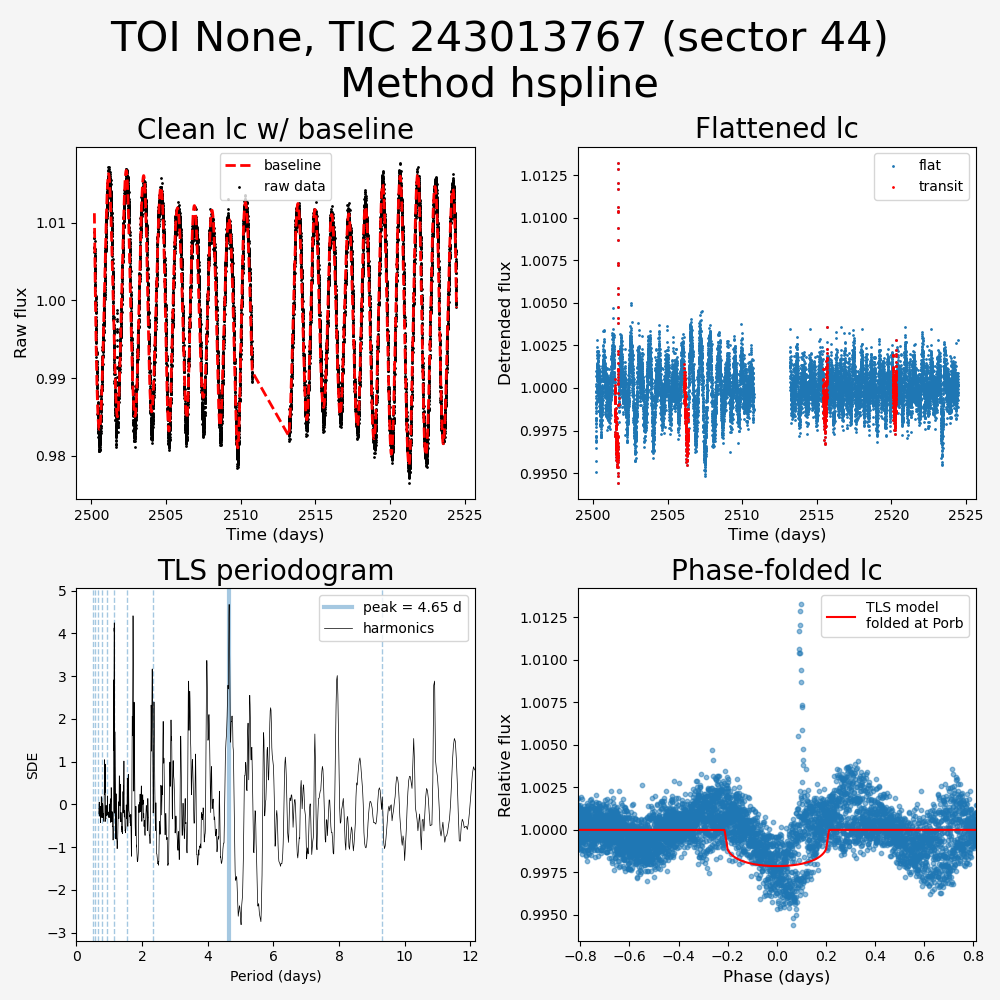 TOI None, TIC 243013767 (sector 44)
Method hspline
Clean lc w/ baseline
baseline
raw data
Raw flux
1.01
1.00
0.99
0.98
2500
2505
2510
2515
2520
2525
Time (days)
Flattened lc
flat
transit
Detrended flux
1.0125
1.0100
1.0075
1.0050
1.0025
1.0000
0.9975
0.9950
2500
2505
2510
2515
2520
2525
Time (days)
TLS periodogram
peak = 4.65 d
harmonics
SDE
5
4
3
2
1
0
−1
−2
−3
0
2
4
6
8
10
12
Period (days)
Phase-folded lc
TLS model
folded at Porb
Relative flux
1.0125
1.0100
1.0075
1.0050
1.0025
1.0000
0.9975
0.9950
−0.8
−0.6
−0.4
−0.2
0.0
0.2
0.4
0.6
0.8
Phase (days)